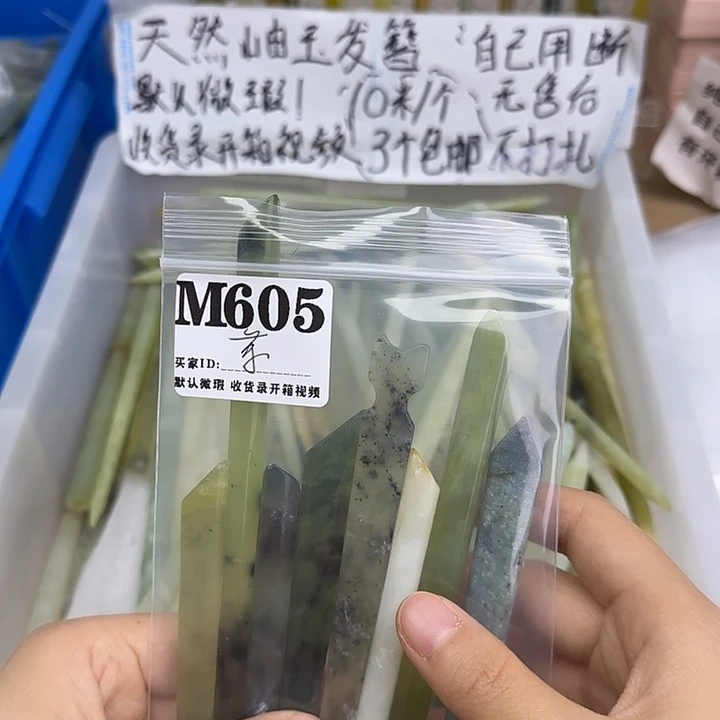 天然岫玉发簪:自己用断
默认微瑕! 10米/个 无售后
收货录开箱视频 3个包邮 不打扎
M605
买家ID:
默认微瑕 收货录开箱视频